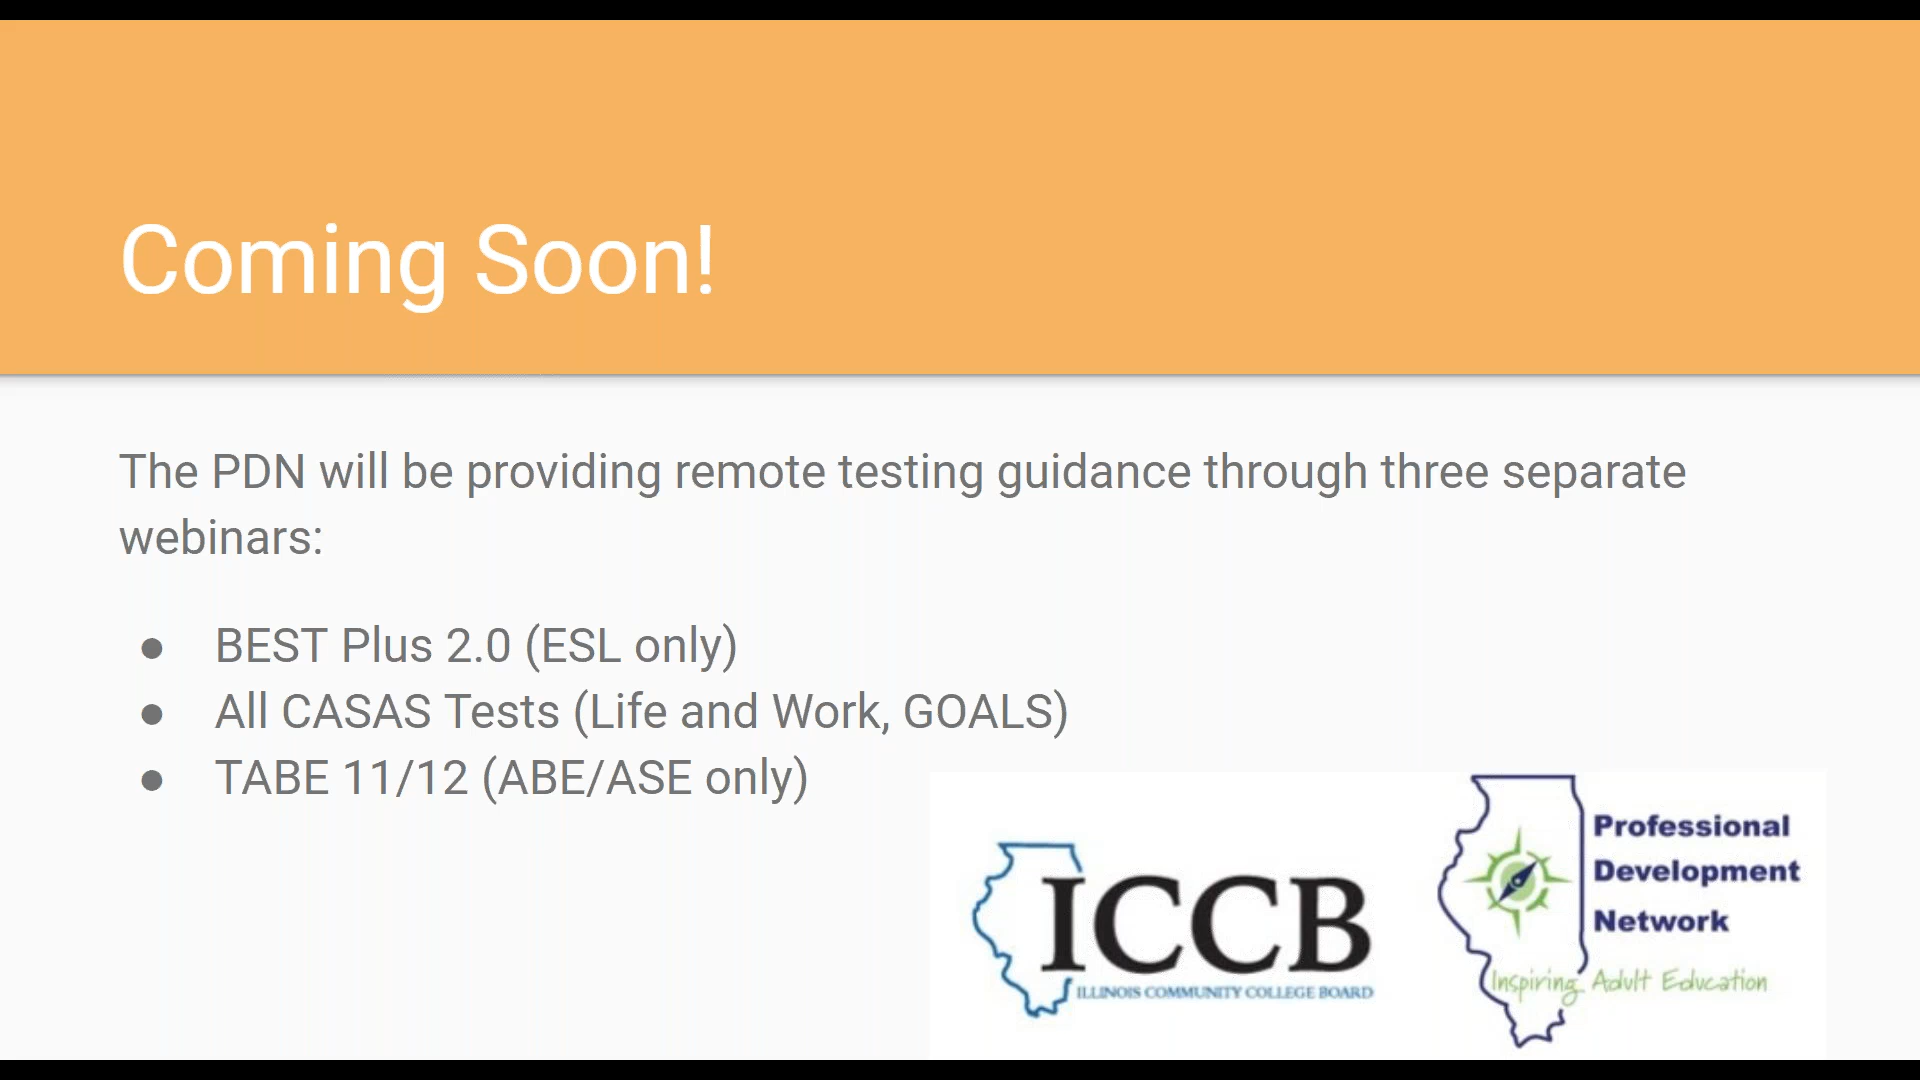 Coming Soon!
The PDN will be providing remote testing guidance through three separate
webinars:
● BEST Plus 2.0 (ESL only)
● All CASAS Tests (Life and Work, GOALS)
● TABE 11/12 (ABE/ASE only)
ICCB
ILLINOIS COMMUNITY COLLEGE BOARD
Professional
Development
Network
Inspiring Adult Education